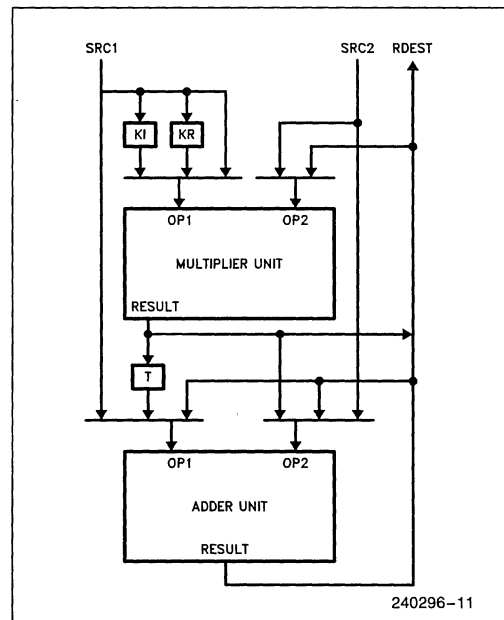 SRC1 SRC2 RDEST
KI KR
OP1 OP2
MULTIPLIER UNIT
RESULT
T
OP1 OP2
ADDER UNIT
RESULT
240296-11